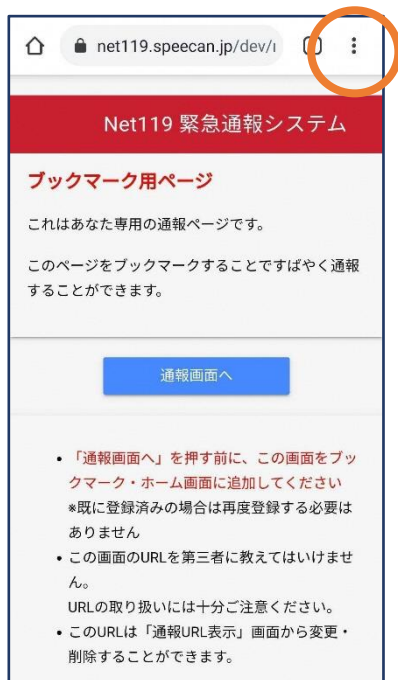 net119.speecan.jp/dev/
Net119 緊急通報システム
ブックマーク用ページ
これはあなた専用の通報ページです。
このページをブックマークすることですばやく通報
することができます。
通報画面へ
• 「通報画面へ」を押す前に、この画面をブッ
クマーク・ホーム画面に追加してください
*既に登録済みの場合は再度登録する必要は
ありません
• この画面のURLを第三者に教えてはいけませ
ん。
URLの取り扱いには十分ご注意ください。
• このURLは「通報URL表示」画面から変更・
削除することができます。